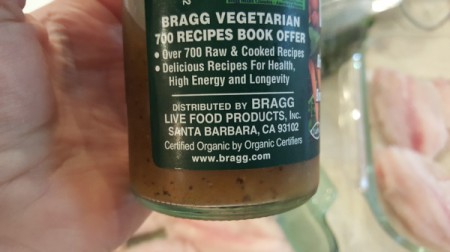 BRAGG VEGETARIAN
700 RECIPES BOOK OFFER
• Over 700 Raw & Cooked Recipes
• Delicious Recipes For Health,
High Energy and Longevity
DISTRIBUTED BY BRAGG
LIVE FOOD PRODUCTS, INC.
SANTA BARBARA, CA 93102
Certified Organic by Organic Certifiers
www.bragg.com